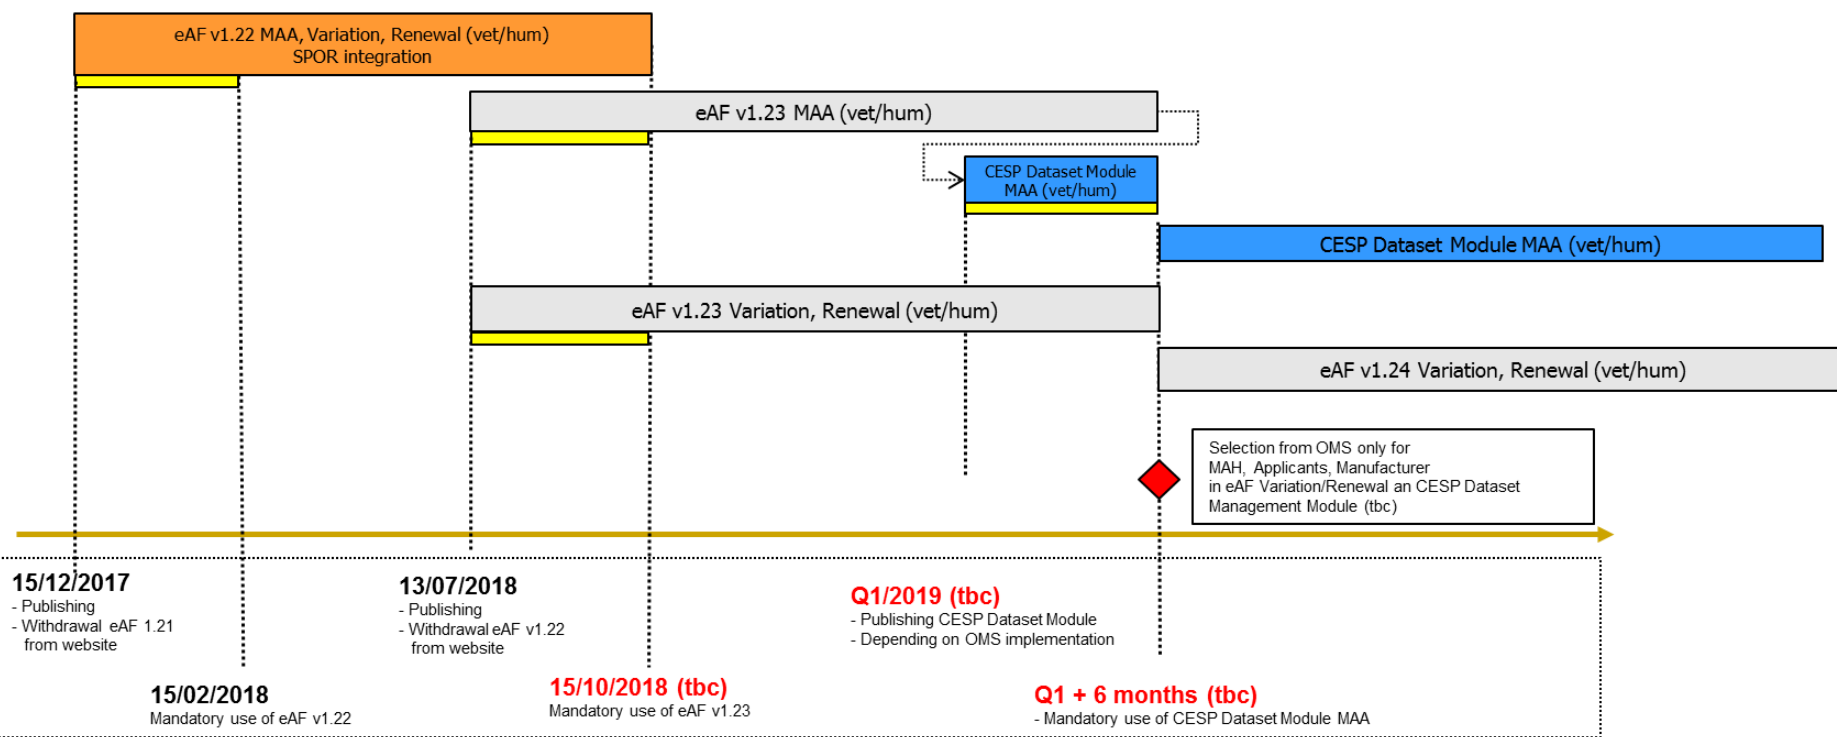 eAF v1.22 MAA, Variation, Renewal (vet/hum)
SPOR integration
eAF v1.23 MAA (vet/hum)
CESP Dataset Module
MAA (vet/hum)
CESP Dataset Module MAA (vet/hum)
eAF v1.23 Variation, Renewal (vet/hum)
eAF v1.24 Variation, Renewal (vet/hum)
Selection from OMS only for
MAH, Applicants, Manufacturer
in eAF Variation/Renewal an CESP Dataset
Management Module (tbc)
15/12/2017
- Publishing
- Withdrawal eAF 1.21
from website
15/02/2018
Mandatory use of eAF v1.22
13/07/2018
- Publishing
- Withdrawal eAF v1.22
from website
15/10/2018 (tbc)
Mandatory use of eAF v1.23
Q1/2019 (tbc)
- Publishing CESP Dataset Module
- Depending on OMS implementation
Q1 + 6 months (tbc)
- Mandatory use of CESP Dataset Module MAA